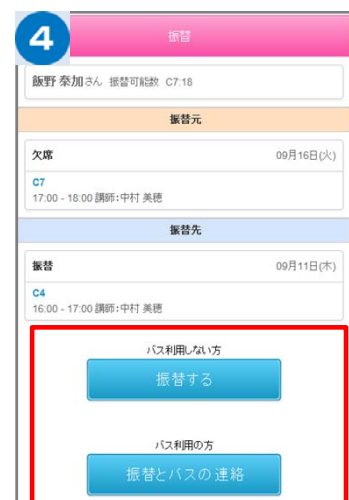 4
振替
飯野 奈加さん 振替可能数 C7:18
振替元
欠席 09月16日(火)
C7
17:00 - 18:00 講師:中村 美穂
振替先
振替 09月11日(木)
C4
16:00 - 17:00 講師:中村 美穂
バス利用しない方
振替する
バス利用の方
振替とバスの連絡